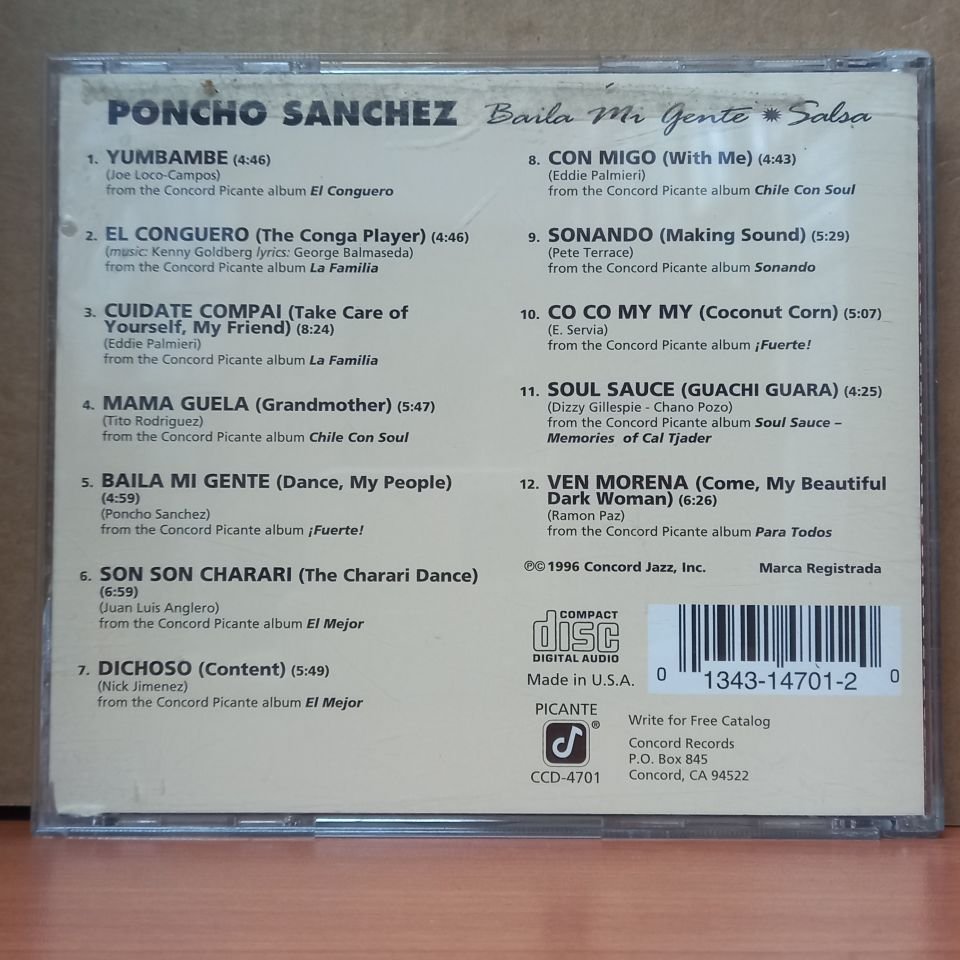 PONCHO SANCHEZ Baila Mi Gente ✹ Salsa
1. YUMBAMBE (4:46)
(Joe Loco-Campos)
from the Concord Picante album El Conguero
2. EL CONGUERO (The Conga Player) (4:46)
(music: Kenny Goldberg lyrics: George Balmaseda)
from the Concord Picante album La Familia
3. CUIDATE COMPAI (Take Care of
Yourself, My Friend) (8:24)
(Eddie Palmieri)
from the Concord Picante album La Familia
4. MAMA GUELA (Grandmother) (5:47)
(Tito Rodriguez)
from the Concord Picante album Chile Con Soul
5. BAILA MI GENTE (Dance, My People)
(4:59)
(Poncho Sanchez)
from the Concord Picante album ¡Fuerte!
6. SON SON CHARARI (The Charari Dance)
(6:59)
(Juan Luis Anglero)
from the Concord Picante album El Mejor
7. DICHOSO (Content) (5:49)
(Nick Jimenez)
from the Concord Picante album El Mejor
8. CON MIGO (With Me) (4:43)
(Eddie Palmieri)
from the Concord Picante album Chile Con Soul
9. SONANDO (Making Sound) (5:29)
(Pete Terrace)
from the Concord Picante album Sonando
10. CO CO MY MY (Coconut Corn) (5:07)
(E. Servia)
from the Concord Picante album ¡Fuerte!
11. SOUL SAUCE (GUACHI GUARA) (4:25)
(Dizzy Gillespie - Chano Pozo)
from the Concord Picante album Soul Sauce –
Memories of Cal Tjader
12. VEN MORENA (Come, My Beautiful
Dark Woman) (6:26)
(Ramon Paz)
from the Concord Picante album Para Todos
℗© 1996 Concord Jazz, Inc. Marca Registrada
COMPACT
disc
DIGITAL AUDIO
Made in U.S.A.
0 1343-14701-2 0
PICANTE
®
CCD-4701
Write for Free Catalog
Concord Records
P.O. Box 845
Concord, CA 94522